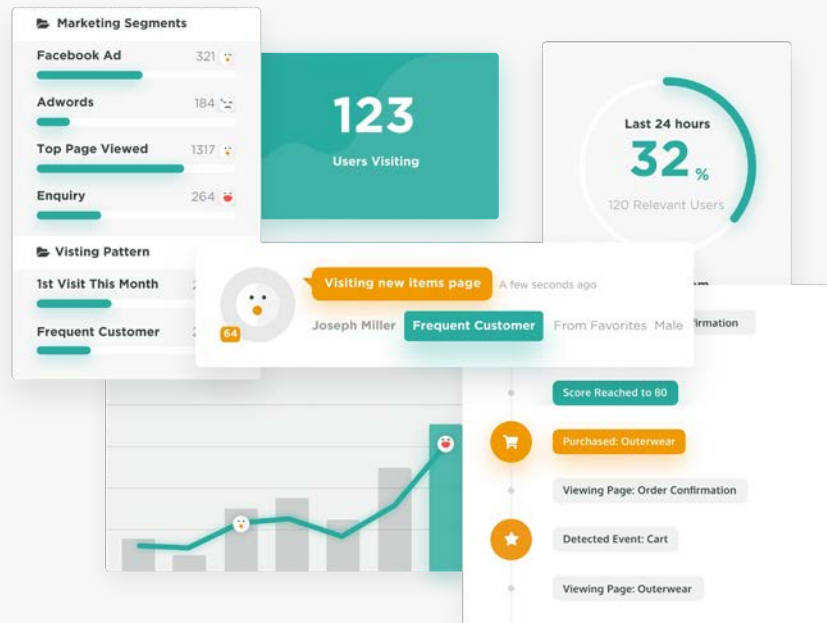 Marketing Segments
Facebook Ad 321
Adwords 184
Top Page Viewed 1317
Enquiry 264
Visting Pattern
1st Visit This Month
Frequent Customer
123
Users Visiting
Last 24 hours
32 %
120 Relevant Users
Visiting new items page A few seconds ago
64
Joseph Miller Frequent Customer From Favorites Male
Score Reached to 80
Purchased: Outerwear
Viewing Page: Order Confirmation
Detected Event: Cart
Viewing Page: Outerwear